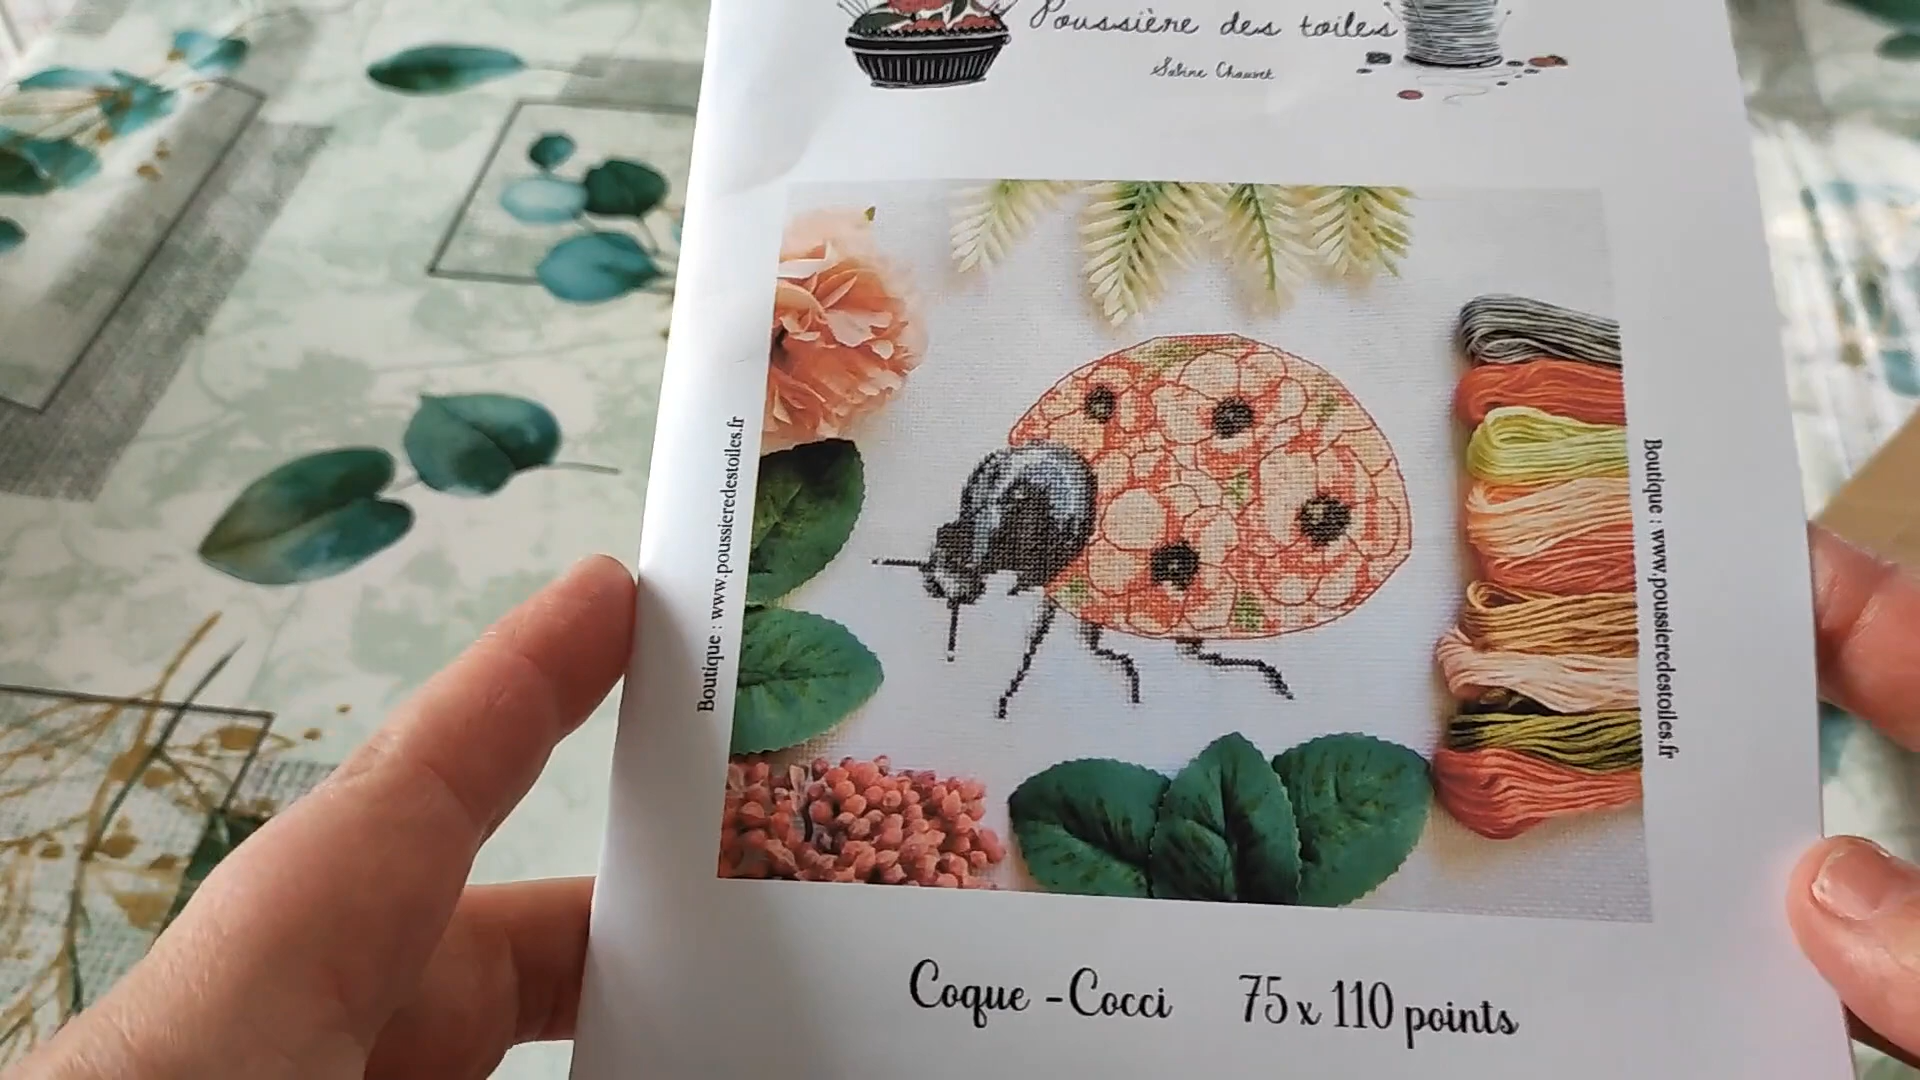 Poussière des toiles
Sabine Chauvet
Boutique : www.poussieredestoiles.fr
Boutique : www.poussieredestoiles.fr
Coque - Cocci 75 x 110 points